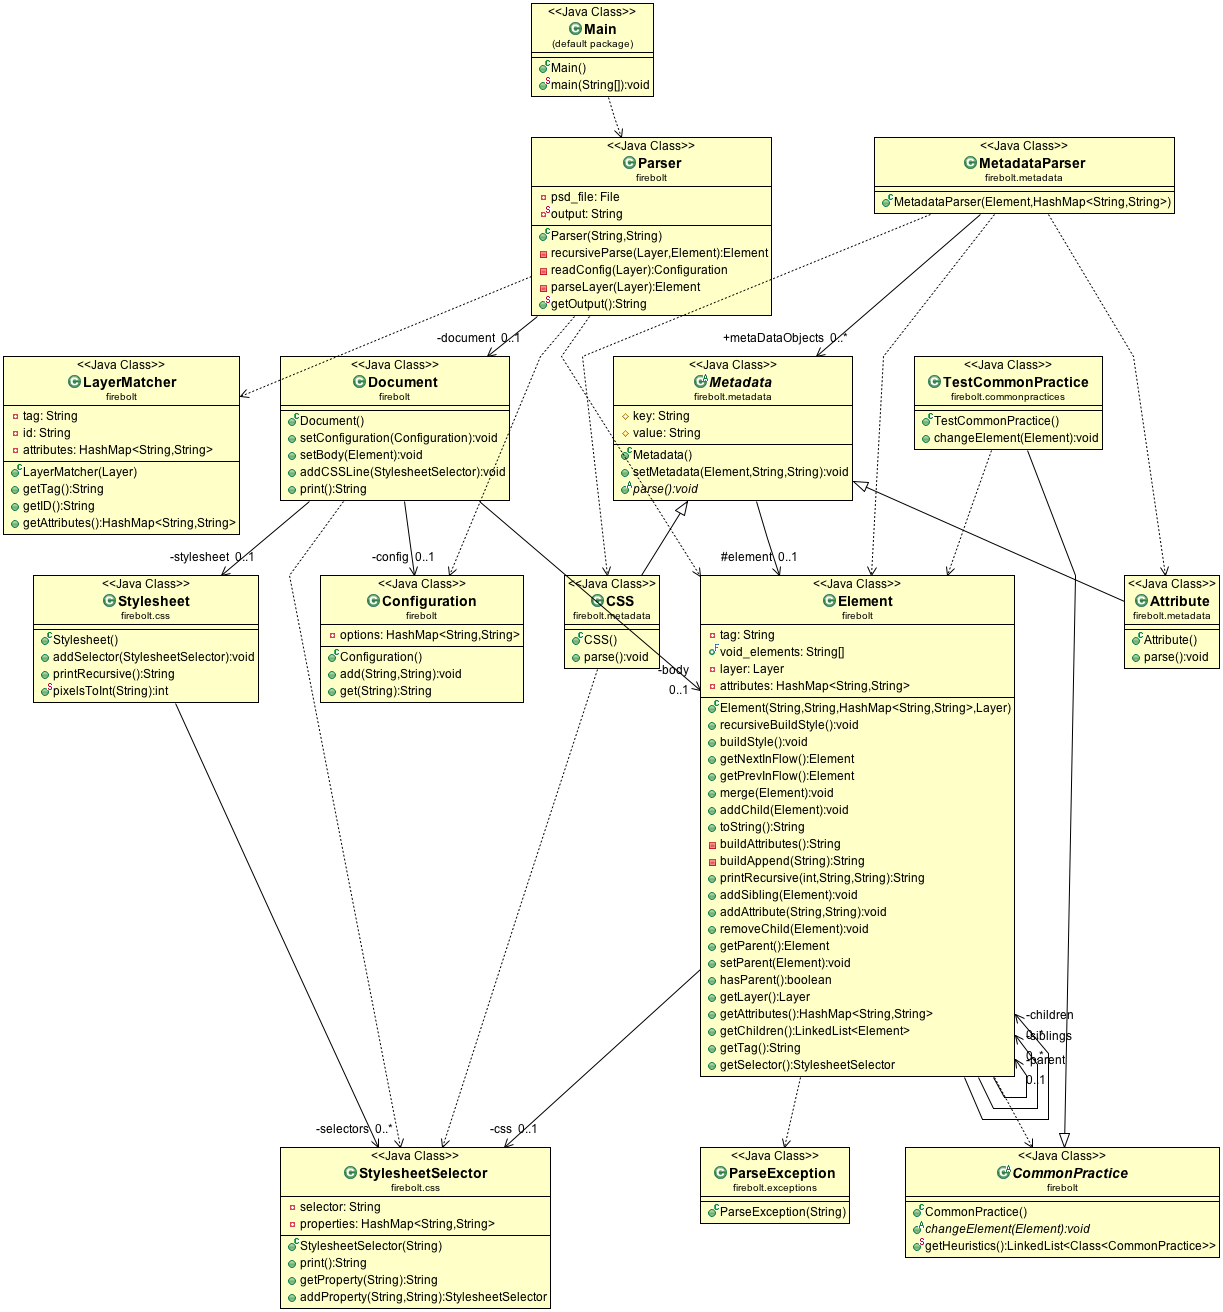 <<Java Class>>
Main
(default package)
Main()
main(String[]):void
<<Java Class>>
Parser
firebolt
psd_file: File
output: String
Parser(String,String)
recursiveParse(Layer,Element):Element
readConfig(Layer):Configuration
parseLayer(Layer):Element
getOutput():String
<<Java Class>>
MetadataParser
firebolt.metadata
MetadataParser(Element,HashMap<String,String>)
-document 0..1
+metaDataObjects 0..*
<<Java Class>>
LayerMatcher
firebolt
tag: String
id: String
attributes: HashMap<String,String>
LayerMatcher(Layer)
getTag():String
getID():String
getAttributes():HashMap<String,String>
<<Java Class>>
Document
firebolt
Document()
setConfiguration(Configuration):void
setBody(Element):void
addCSSLine(StylesheetSelector):void
print():String
<<Java Class>>
Metadata
firebolt.metadata
key: String
value: String
Metadata()
setMetadata(Element,String,String):void
parse():void
<<Java Class>>
TestCommonPractice
firebolt.commonpractices
TestCommonPractice()
changeElement(Element):void
-stylesheet 0..1
-config 0..1
#element 0..1
<<Java Class>>
Stylesheet
firebolt.css
Stylesheet()
addSelector(StylesheetSelector):void
printRecursive():String
pixelsToInt(String):int
<<Java Class>>
Configuration
firebolt
options: HashMap<String,String>
Configuration()
add(String,String):void
get(String):String
<<Java Class>>
CSS
firebolt.metadata
CSS()
parse():void
-body
0..1
<<Java Class>>
Element
firebolt
tag: String
void_elements: String[]
layer: Layer
attributes: HashMap<String,String>
Element(String,String,HashMap<String,String>,Layer)
recursiveBuildStyle():void
buildStyle():void
getNextInFlow():Element
getPrevInFlow():Element
merge(Element):void
addChild(Element):void
toString():String
buildAttributes():String
buildAppend(String):String
printRecursive(int,String,String):String
addSibling(Element):void
addAttribute(String,String):void
removeChild(Element):void
getParent():Element
setParent(Element):void
hasParent():boolean
getLayer():Layer
getAttributes():HashMap<String,String>
getChildren():LinkedList<Element>
getTag():String
getSelector():StylesheetSelector
<<Java Class>>
Attribute
firebolt.metadata
Attribute()
parse():void
-children
0..*
-siblings
0..*
-parent
0..1
-selectors 0..*
-css 0..1
<<Java Class>>
StylesheetSelector
firebolt.css
selector: String
properties: HashMap<String,String>
StylesheetSelector(String)
print():String
getProperty(String):String
addProperty(String,String):StylesheetSelector
<<Java Class>>
ParseException
firebolt.exceptions
ParseException(String)
<<Java Class>>
CommonPractice
firebolt
CommonPractice()
changeElement(Element):void
getHeuristics():LinkedList<Class<CommonPractice>>